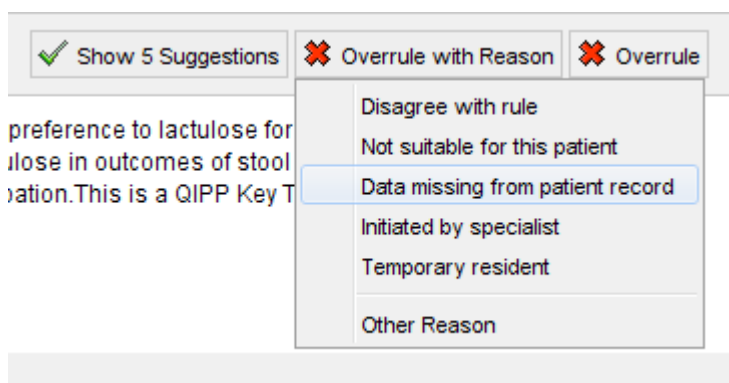 Show 5 Suggestions Overrule with Reason Overrule
preference to lactulose for
ulose in outcomes of stool
pation.This is a QIPP Key T
Disagree with rule
Not suitable for this patient
Data missing from patient record
Initiated by specialist
Temporary resident
Other Reason